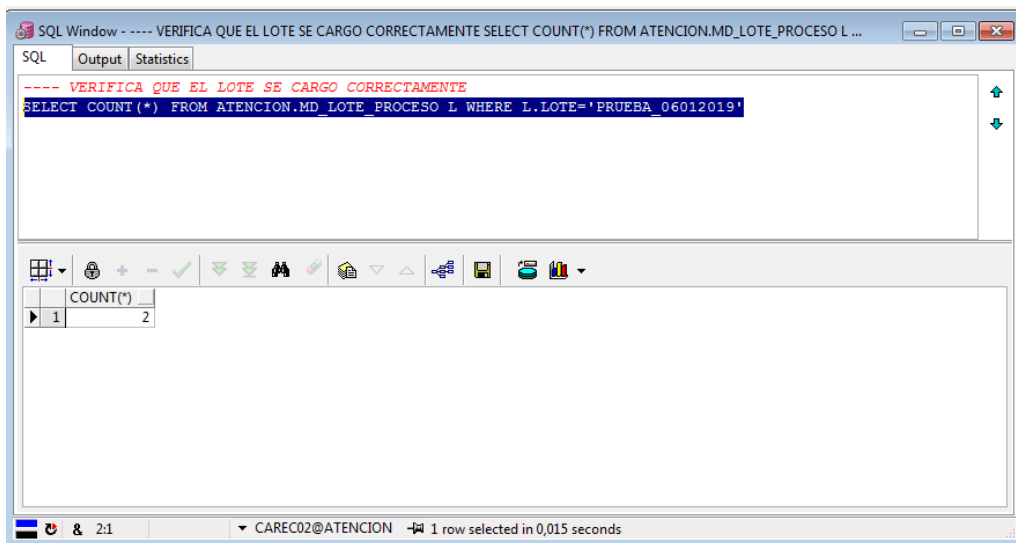 SQL Window - ---- VERIFICA QUE EL LOTE SE CARGO CORRECTAMENTE SELECT COUNT(*) FROM ATENCION.MD_LOTE_PROCESO L ...
SQL Output Statistics
---- VERIFICA QUE EL LOTE SE CARGO CORRECTAMENTE
SELECT COUNT(*) FROM ATENCION.MD_LOTE_PROCESO L WHERE L.LOTE='PRUEBA_06012019'
COUNT(*)
1 2
& 2:1 CAREC02@ATENCION 1 row selected in 0,015 seconds